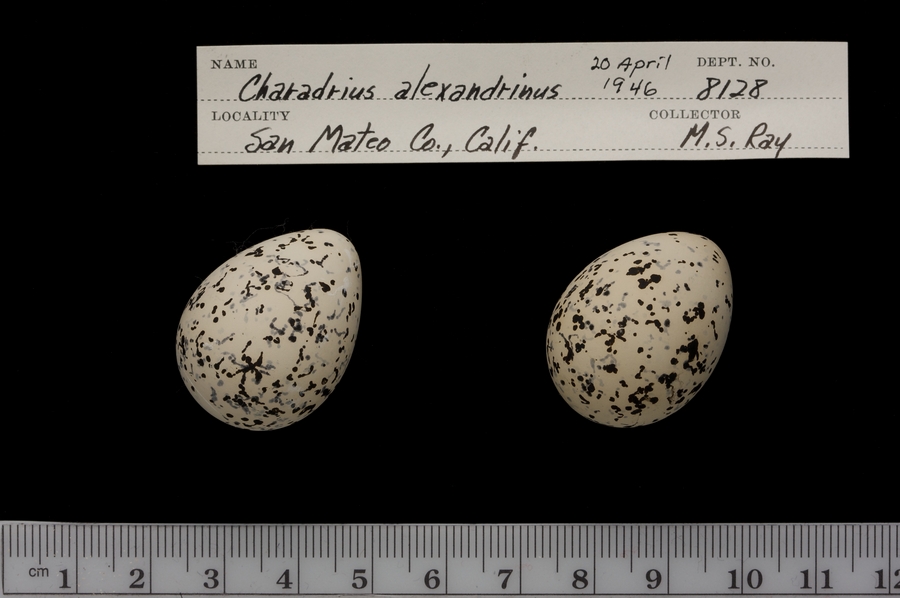 NAME 20 April DEPT. NO.
Charadrius alexandrinus 1946 8128
LOCALITY COLLECTOR
San Mateo Co., Calif. M.S. Ray
cm 1 2 3 4 5 6 7 8 9 10 11 12